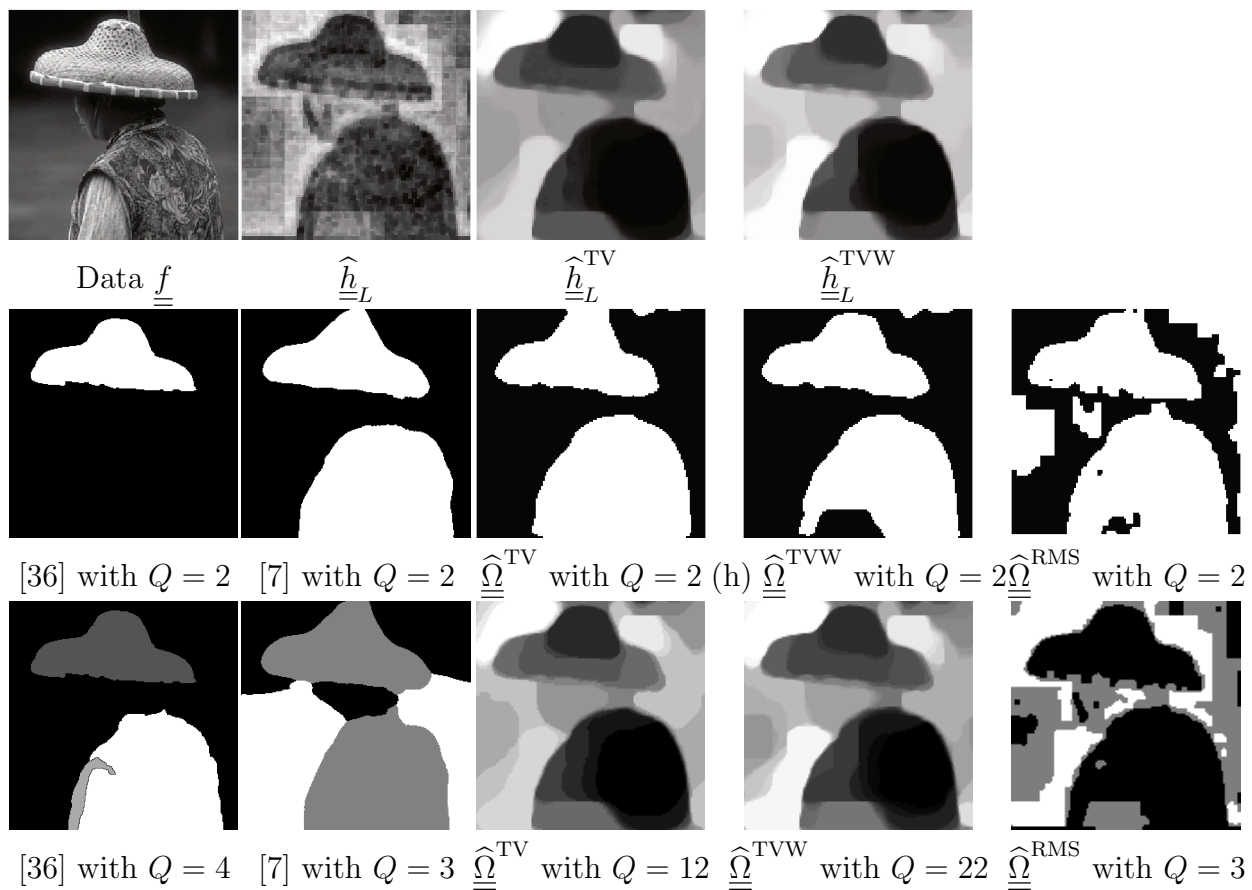 Data f ĥ_L ĥ_L^TV ĥ_L^TVW
[36] with Q = 2 [7] with Q = 2 Ω̂^TV with Q = 2 (h) Ω̂^TVW with Q = 2 Ω̂^RMS with Q = 2
[36] with Q = 4 [7] with Q = 3 Ω̂^TV with Q = 12 Ω̂^TVW with Q = 22 Ω̂^RMS with Q = 3